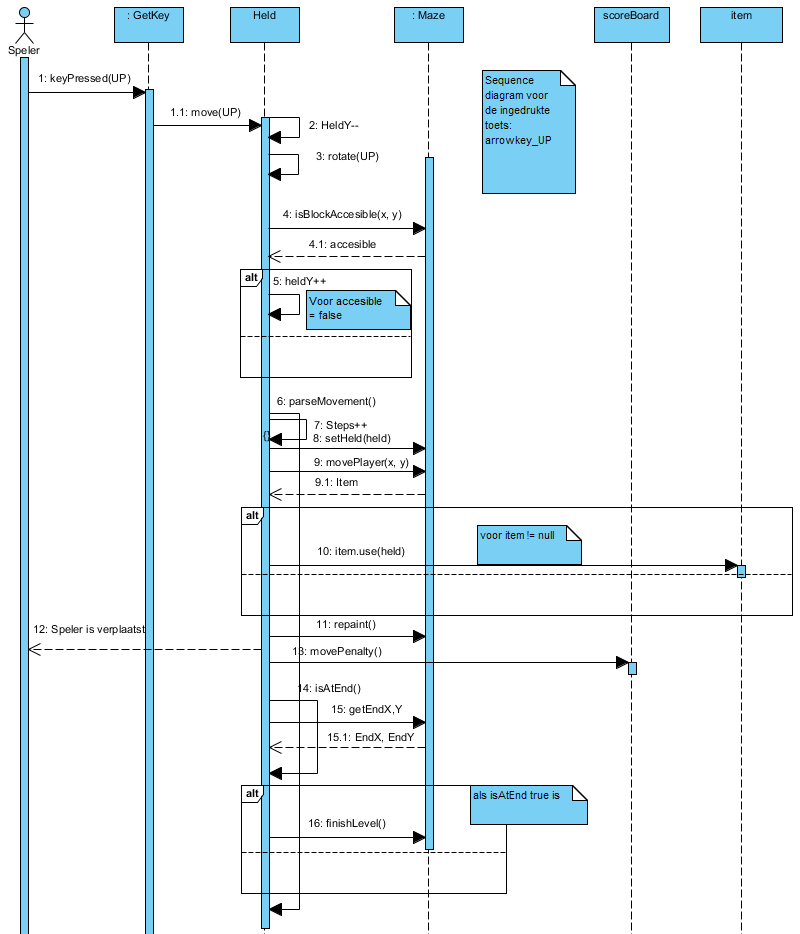 : GetKey
Held
: Maze
scoreBoard
item
Speler
1: keyPressed(UP)
Sequence
diagram voor
de ingedrukte
toets:
arrowkey_UP
1.1: move(UP)
2: HeldY--
3: rotate(UP)
4: isBlockAccesible(x, y)
4.1: accesible
alt
5: heldY++
Voor accesible
= false
6: parseMovement()
7: Steps++
{}
8: setHeld(held)
9: movePlayer(x, y)
9.1: Item
alt
voor item != null
10: item.use(held)
11: repaint()
12: Speler is verplaatst
13: movePenalty()
14: isAtEnd()
15: getEndX,Y
15.1: EndX, EndY
alt
als isAtEnd true is
16: finishLevel()